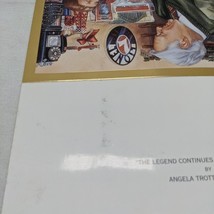 "THE LEGEND CONTINUES
BY
ANGELA TROTT